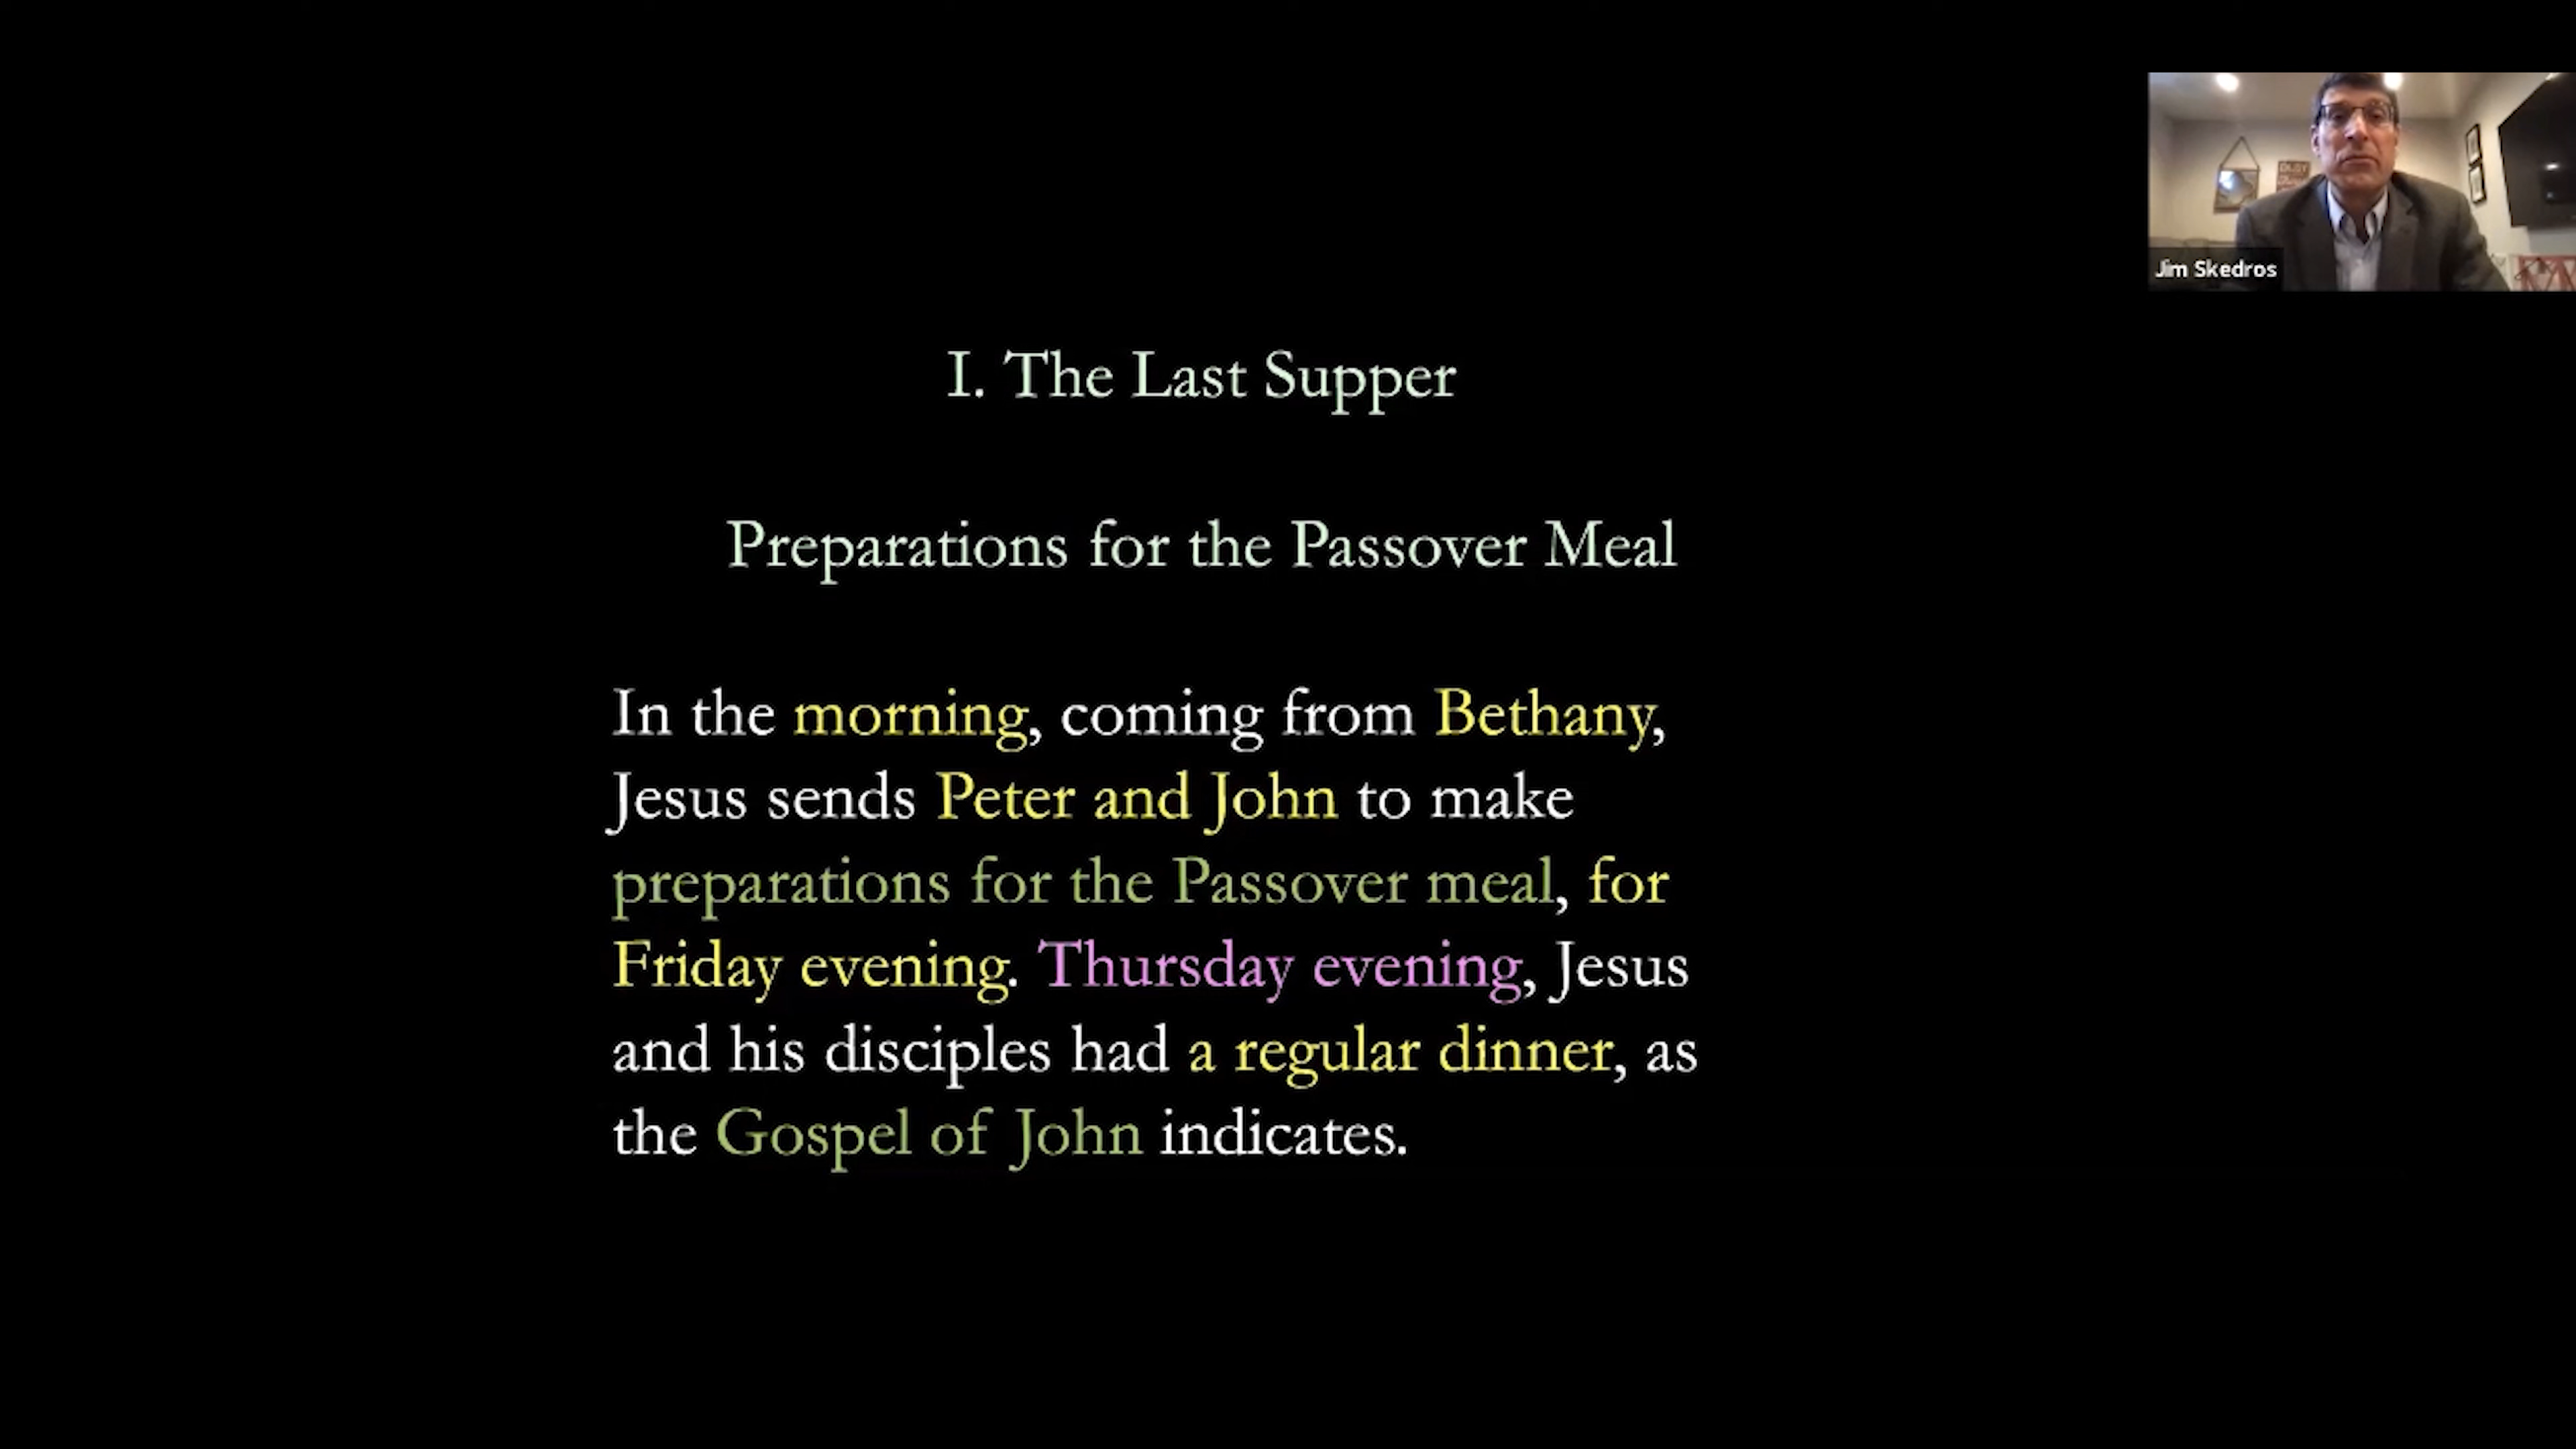 Jim Skedros
I. The Last Supper
Preparations for the Passover Meal
In the morning, coming from Bethany,
Jesus sends Peter and John to make
preparations for the Passover meal, for
Friday evening. Thursday evening, Jesus
and his disciples had a regular dinner, as
the Gospel of John indicates.